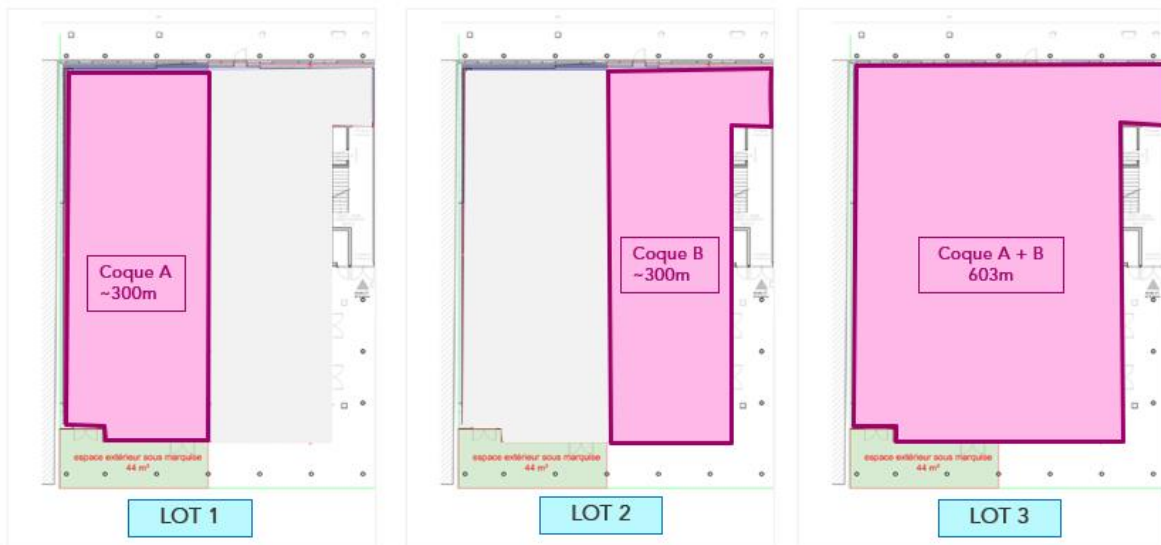 Coque A
~300m
espace extérieur sous marquise
44 m²
LOT 1
Coque B
~300m
espace extérieur sous marquise
44 m²
LOT 2
Coque A + B
603m
espace extérieur sous marquise
44 m²
LOT 3